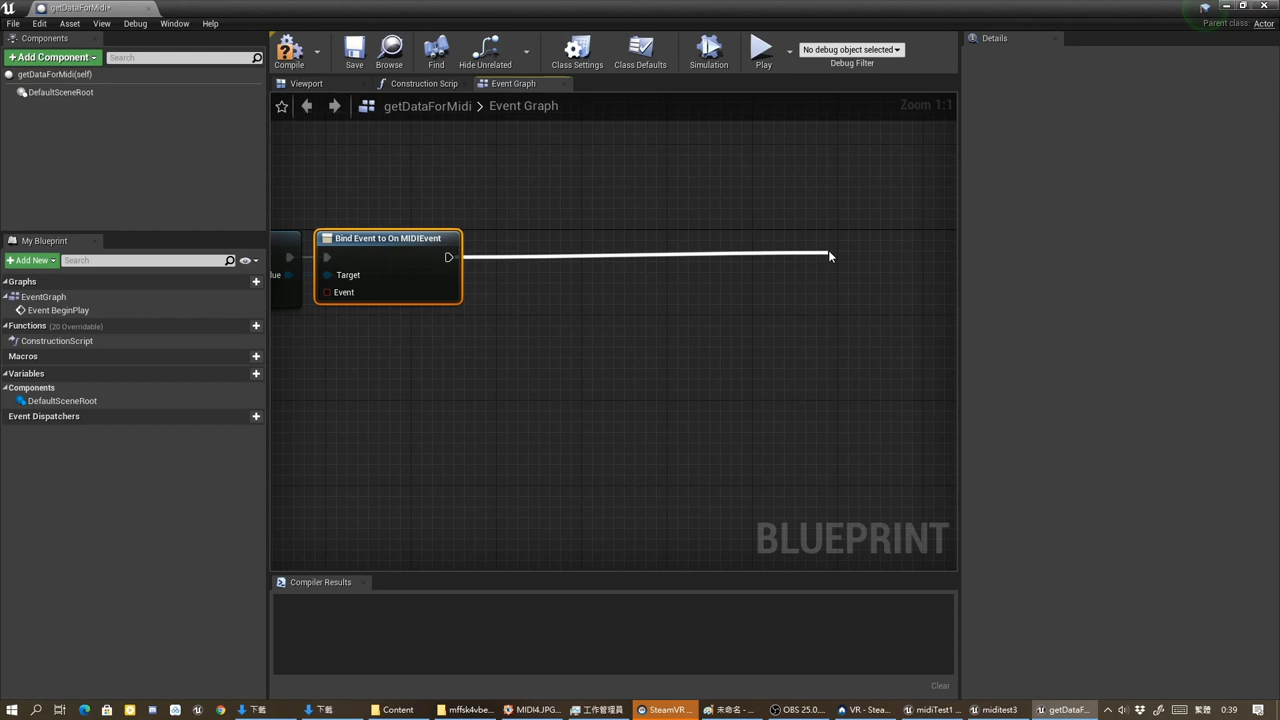 getDataForMidi*
Parent class: Actor
File Edit Asset View Debug Window Help
Components
+Add Component
Search
getDataForMidi(self)
DefaultSceneRoot
Compile
Save
Browse
Find
Hide Unrelated
Class Settings
Class Defaults
Simulation
Play
No debug object selected
Debug Filter
Details
Viewport
Construction Scrip
Event Graph
getDataForMidi > Event Graph
Zoom 1:1
Bind Event to On MIDIEvent
lue
Target
Event
BLUEPRINT
My Blueprint
+Add New
Search
Graphs
EventGraph
Event BeginPlay
Functions (20 Overridable)
ConstructionScript
Macros
Variables
Components
DefaultSceneRoot
Event Dispatchers
Compiler Results
Clear
下載
下載
Content
mffsk4vbe...
MIDI4.JPG...
工作管理員
SteamVR ...
未命名 - ...
OBS 25.0...
VR - Stea...
midiTest1 ...
miditest3
getDataF...
繁體
0:39